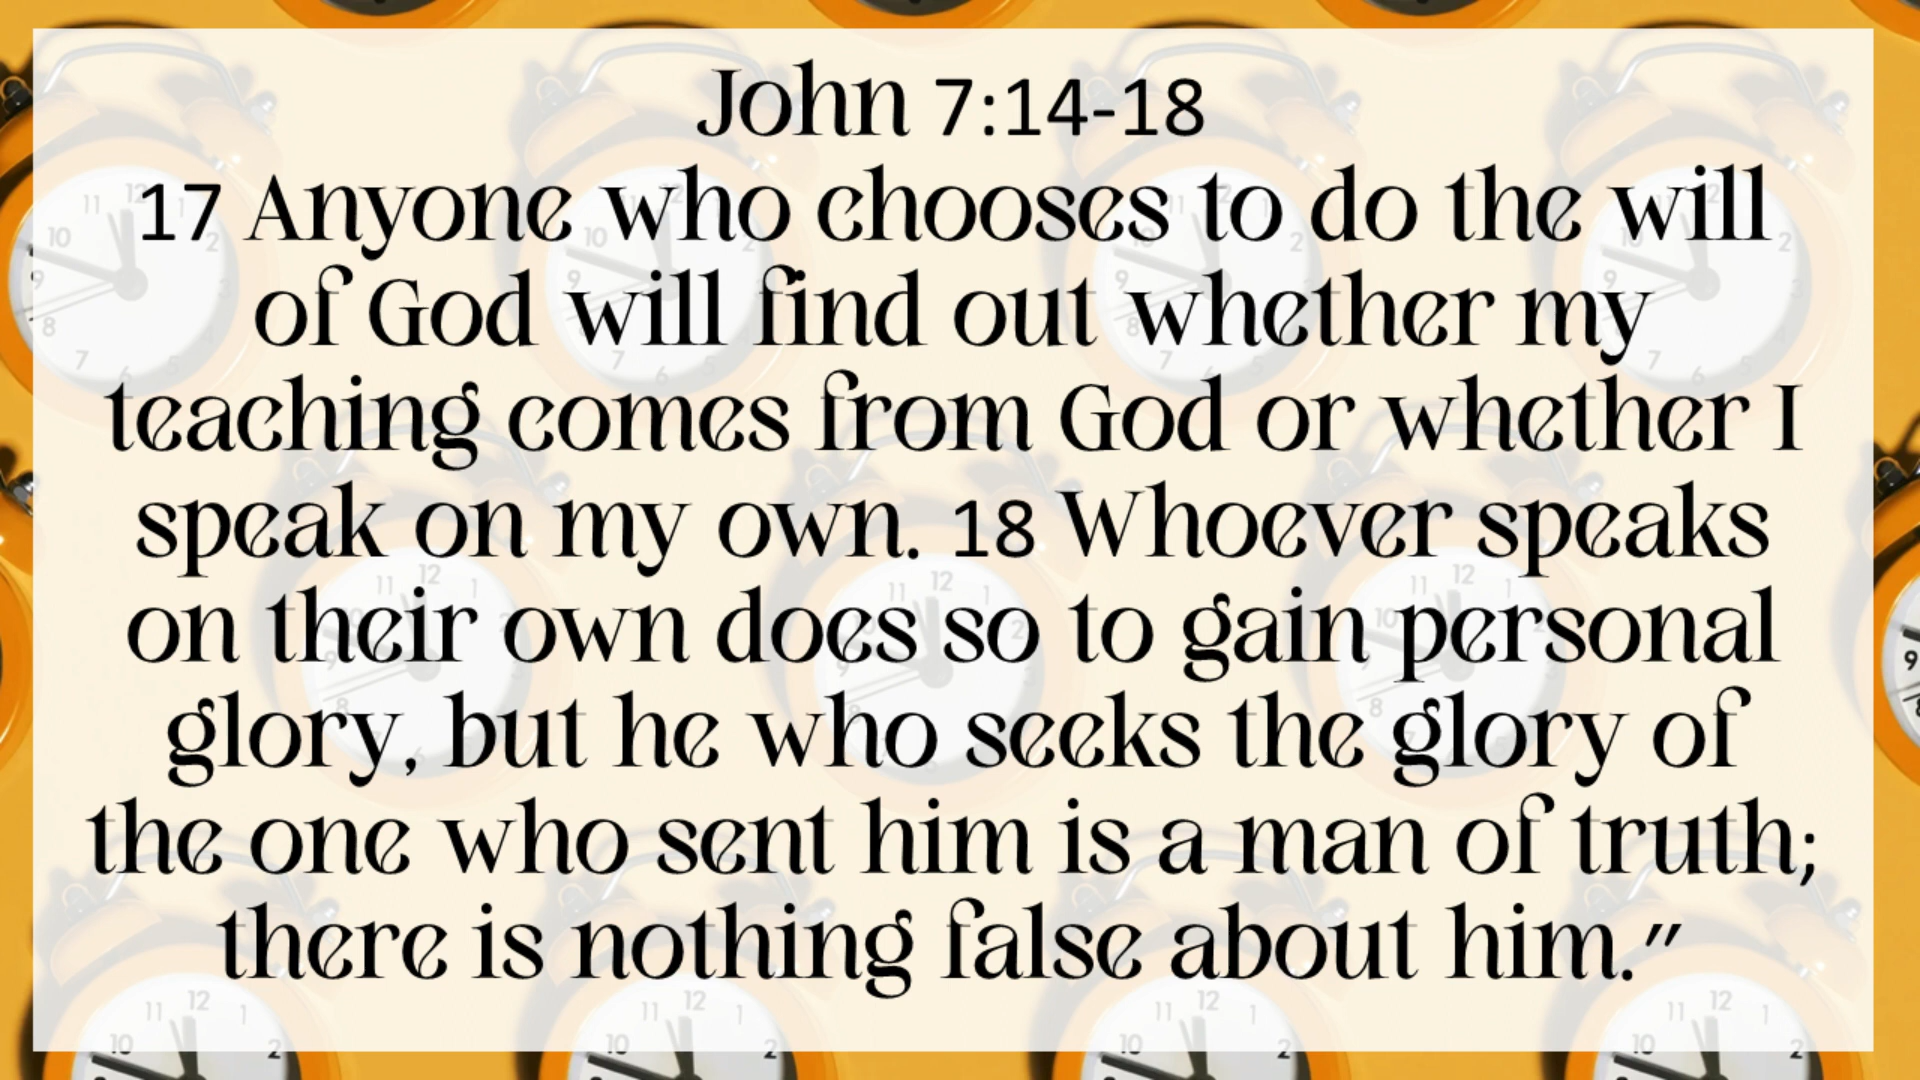 John 7:14-18
17 Anyone who chooses to do the will
of God will find out whether my
teaching comes from God or whether I
speak on my own. 18 Whoever speaks
on their own does so to gain personal
glory, but he who seeks the glory of
the one who sent him is a man of truth;
there is nothing false about him.”